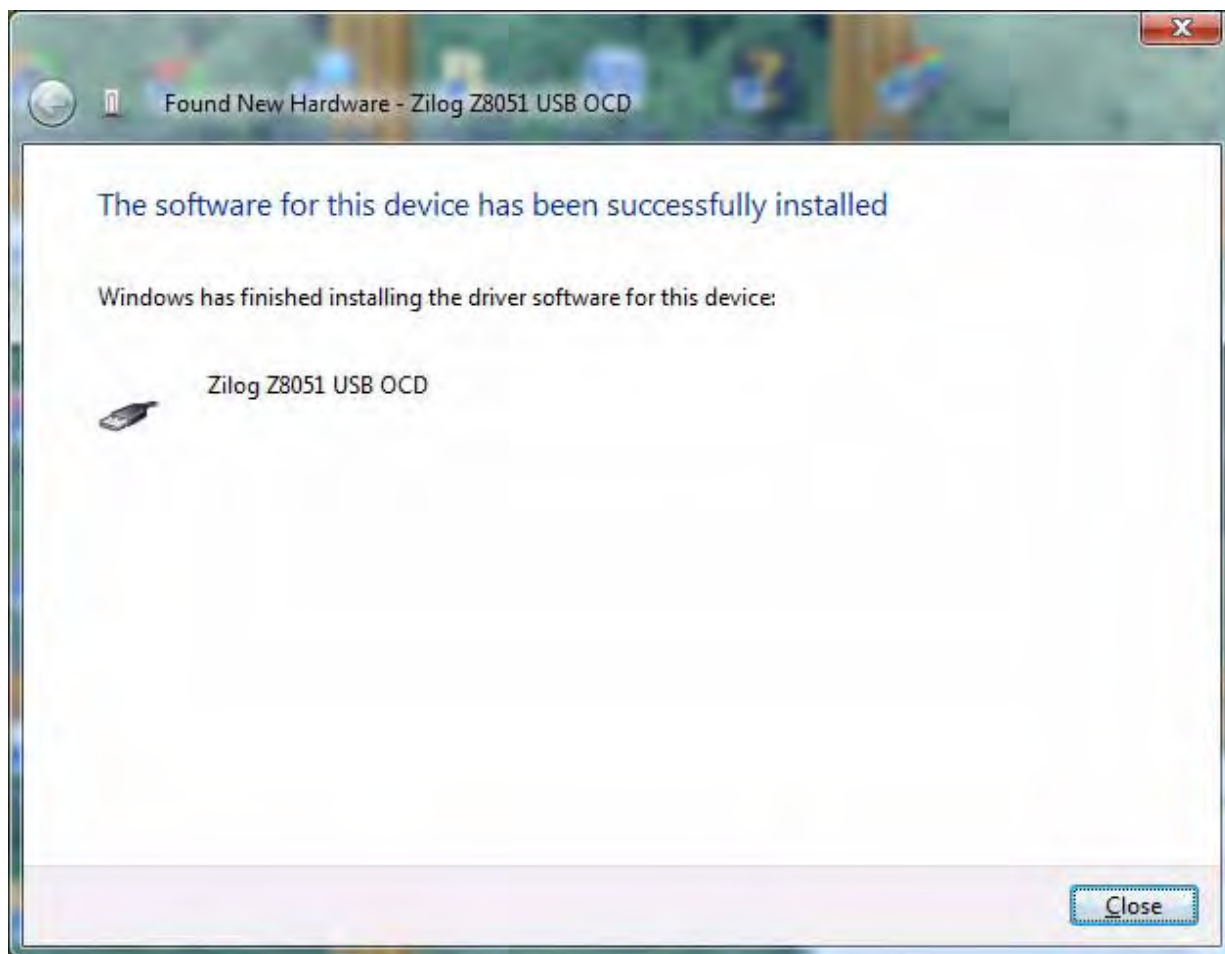 Found New Hardware - Zilog Z8051 USB OCD
The software for this device has been successfully installed
Windows has finished installing the driver software for this device:
Zilog Z8051 USB OCD
Close